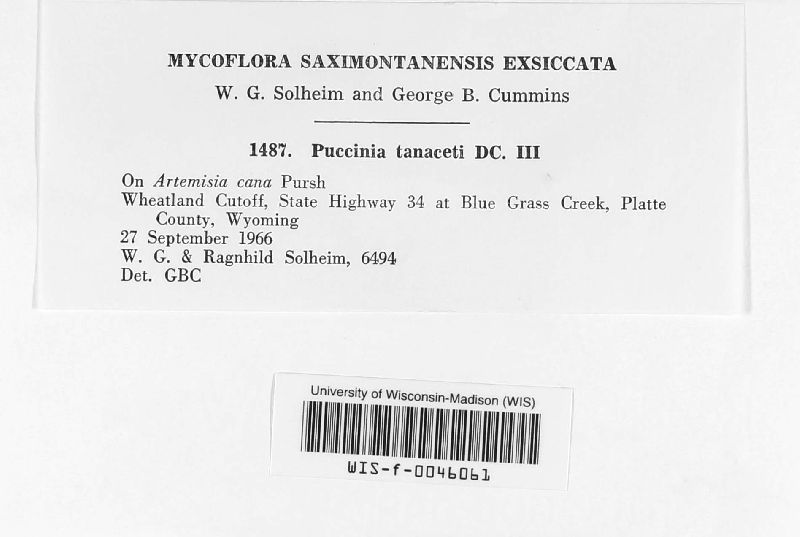 MYCOFLORA SAXIMONTANENSIS EXSICCATA
W. G. Solheim and George B. Cummins
1487. Puccinia tanaceti DC. III
On Artemisia cana Pursh
Wheatland Cutoff, State Highway 34 at Blue Grass Creek, Platte
County, Wyoming
27 September 1966
W. G. & Ragnhild Solheim, 6494
Det. GBC
University of Wisconsin-Madison (WIS)
WIS-f-0046061